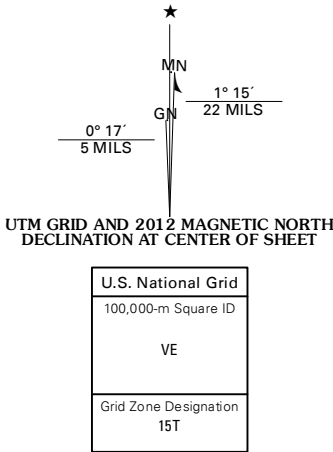 ★
MN
GN
1° 15´
22 MILS
0° 17´
5 MILS
UTM GRID AND 2012 MAGNETIC NORTH
DECLINATION AT CENTER OF SHEET
U.S. National Grid
100,000-m Square ID
VE
Grid Zone Designation
15T